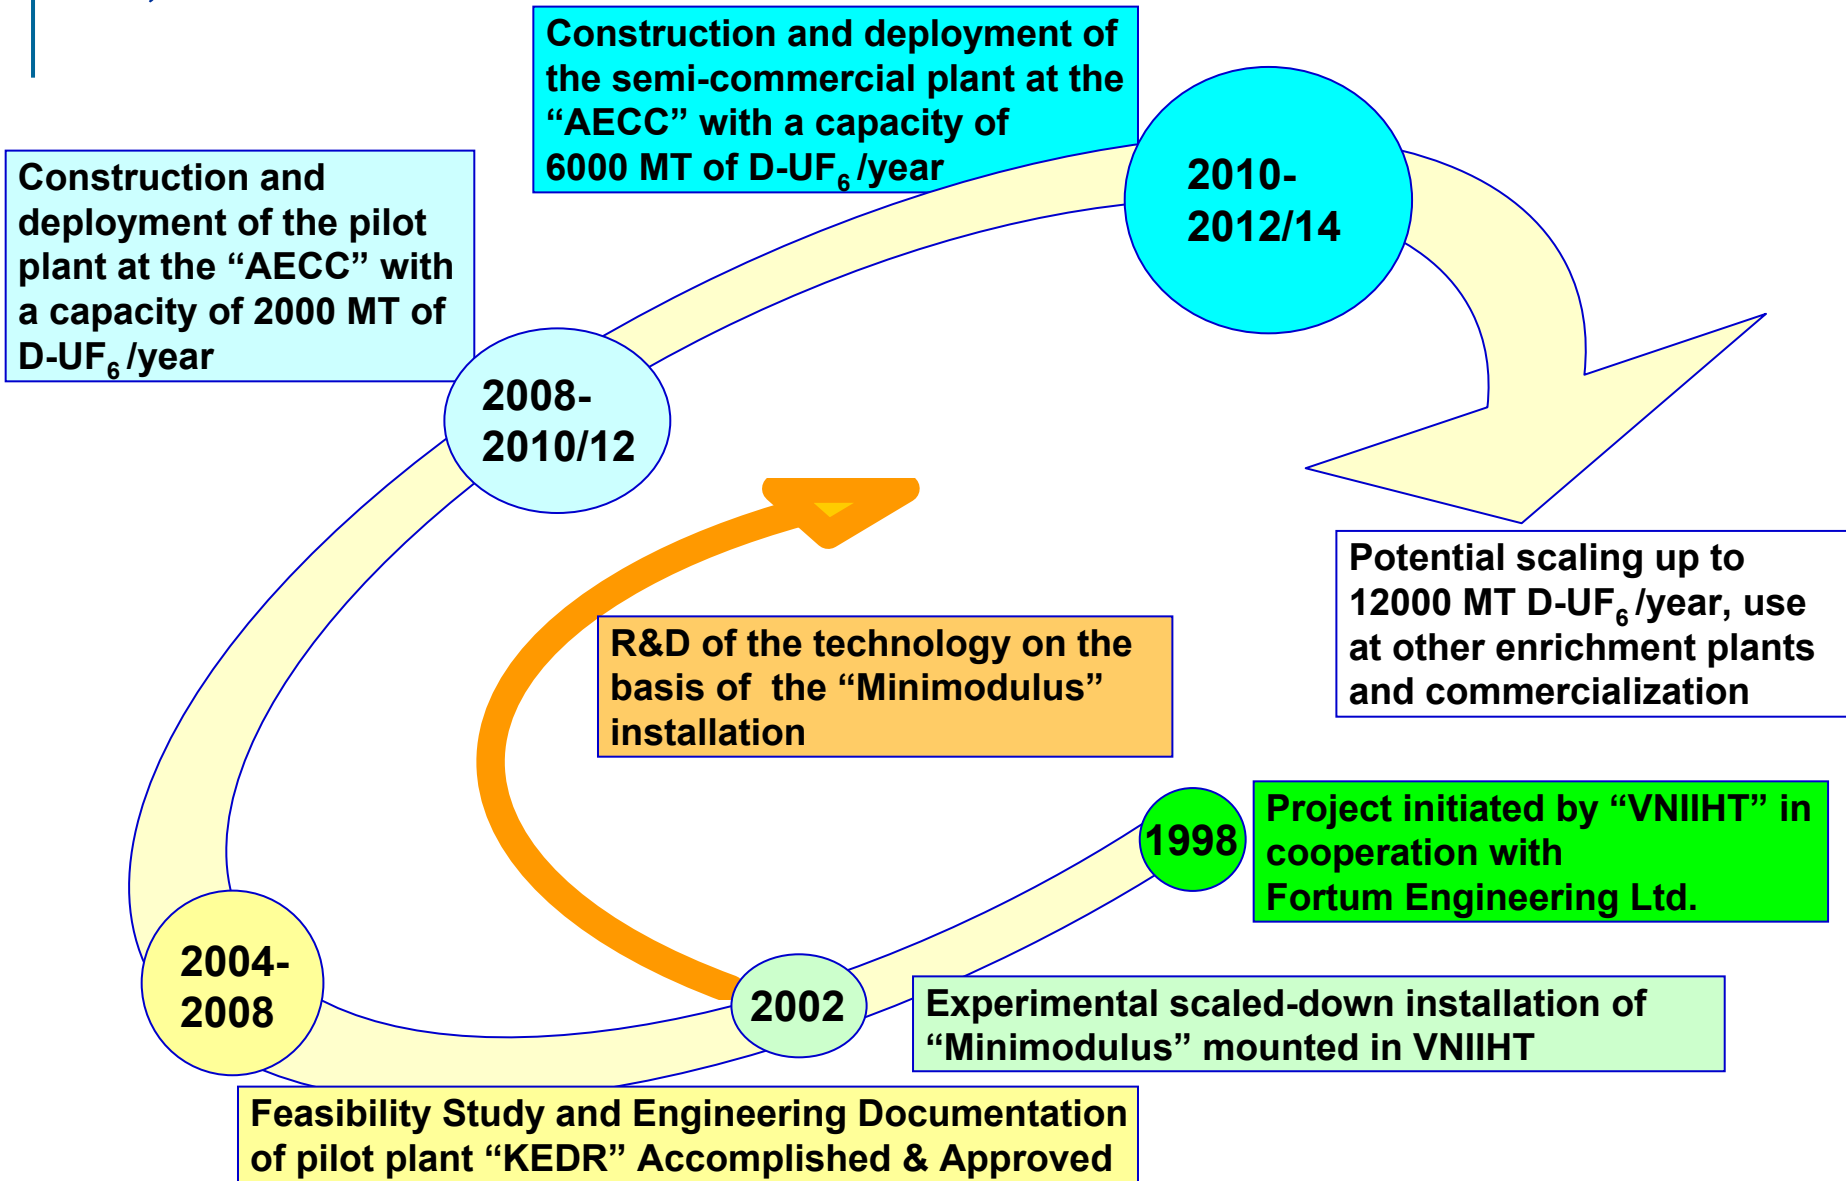 Construction and deployment of
the semi-commercial plant at the
“AECC” with a capacity of
6000 MT of D-UF₆ /year
2010-
2012/14
Construction and
deployment of the pilot
plant at the “AECC” with
a capacity of 2000 MT of
D-UF₆ /year
2008-
2010/12
Potential scaling up to
12000 MT D-UF₆ /year, use
at other enrichment plants
and commercialization
R&D of the technology on the
basis of  the “Minimodulus”
installation
1998
Project initiated by “VNIIHT” in
cooperation with
Fortum Engineering Ltd.
2004-
2008
2002
Experimental scaled-down installation of
“Minimodulus” mounted in VNIIHT
Feasibility Study and Engineering Documentation
of pilot plant “KEDR” Accomplished & Approved